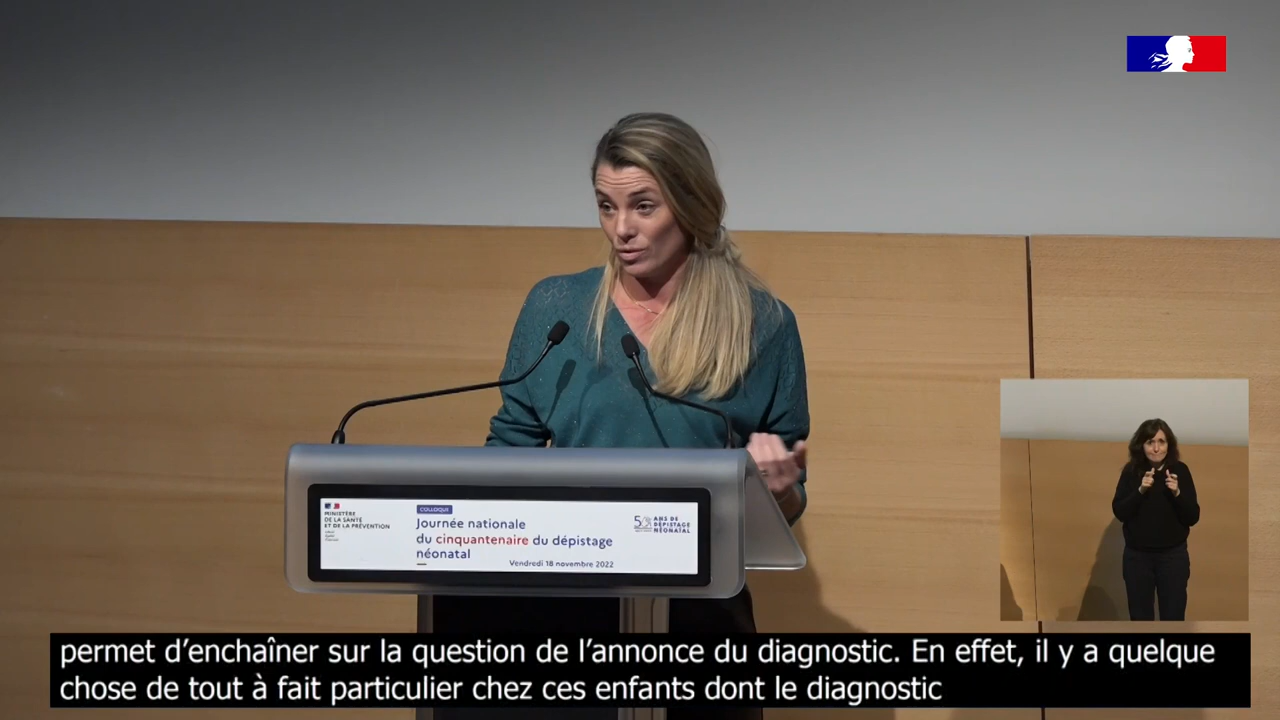 MINISTÈRE
DE LA SANTÉ
ET DE LA PRÉVENTION
COLLOQUE
Journée nationale
du cinquantenaire du dépistage
néonatal
Vendredi 18 novembre 2022
50 ANS DE
DÉPISTAGE
NÉONATAL
permet d’enchaîner sur la question de l’annonce du diagnostic. En effet, il y a quelque
chose de tout à fait particulier chez ces enfants dont le diagnostic